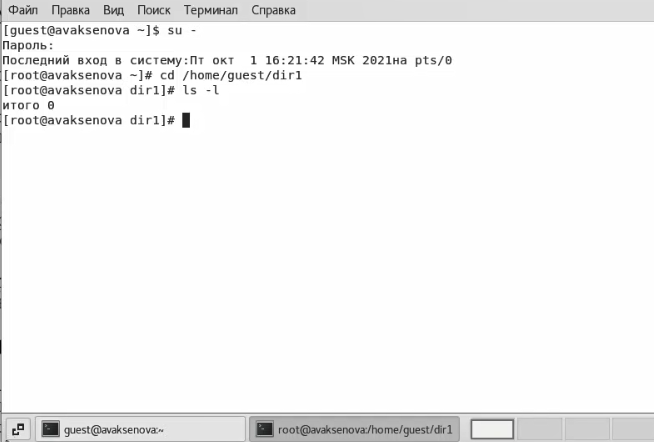 Файл Правка Вид Поиск Терминал Справка
[guest@avaksenova ~]$ su -
Пароль:
Последний вход в систему:Пт окт  1 16:21:42 MSK 2021на pts/0
[root@avaksenova ~]# cd /home/guest/dir1
[root@avaksenova dir1]# ls -l
итого 0
[root@avaksenova dir1]#
guest@avaksenova:~ root@avaksenova:/home/guest/dir1